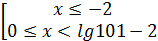 x ≤ −2
0 ≤ x < lg101 − 2